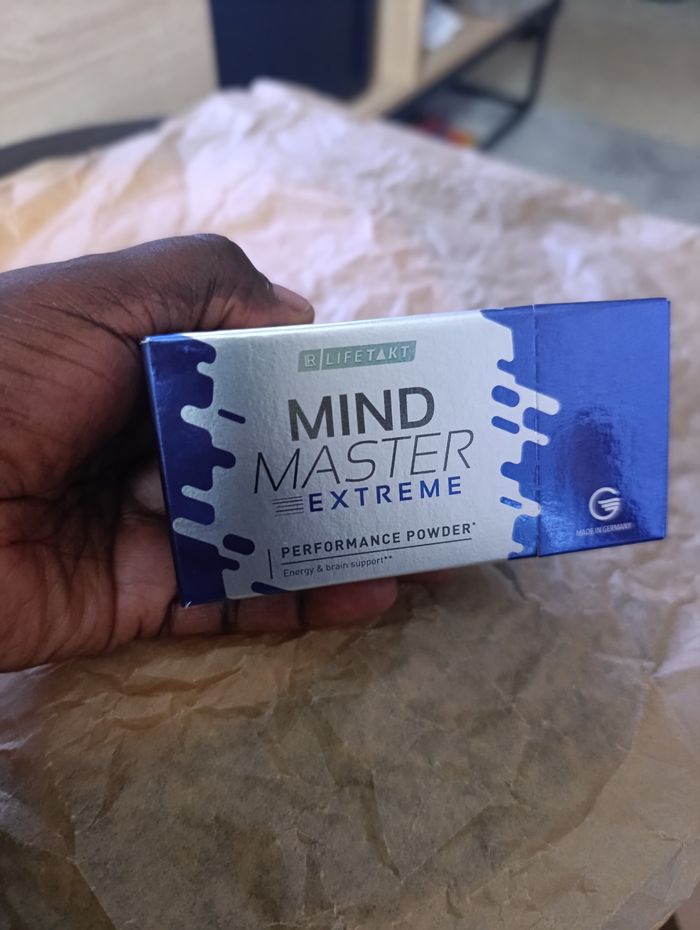 LR LIFETAKT
MIND
MASTER
EXTREME
PERFORMANCE POWDER*
Energy & brain support**
MADE IN GERMANY